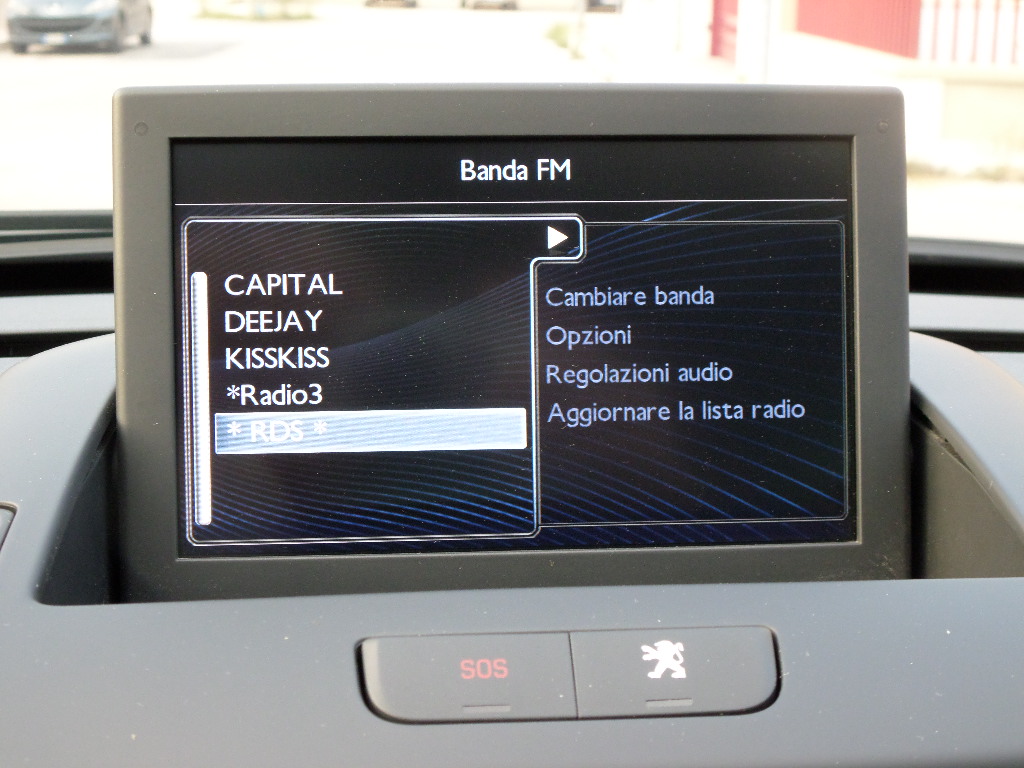 Banda FM
CAPITAL
DEEJAY
KISSKISS
*Radio3
* RDS *
Cambiare banda
Opzioni
Regolazioni audio
Aggiornare la lista radio
SOS